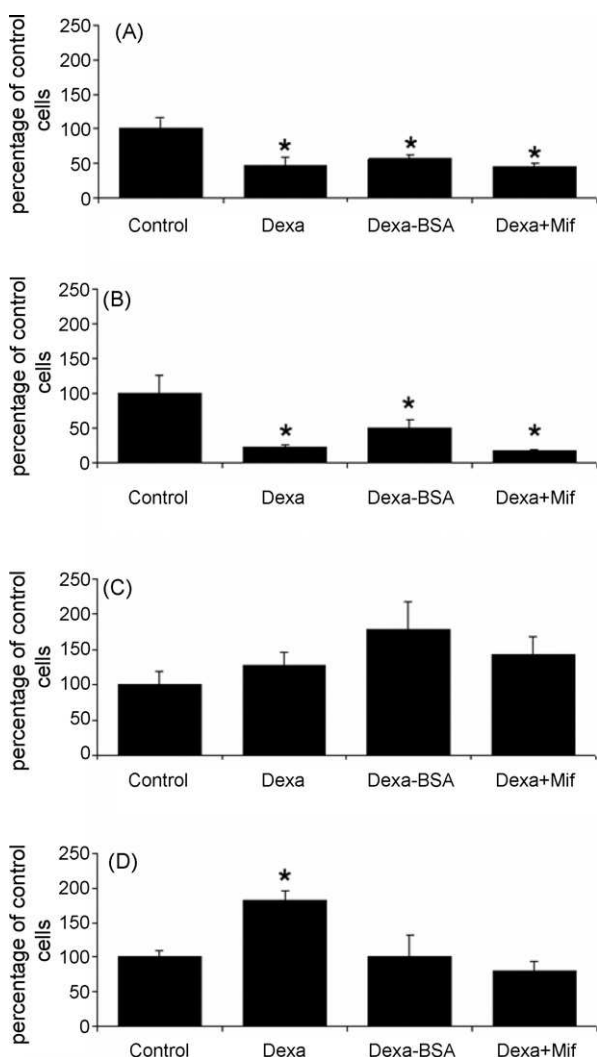 (A)
percentage of control
cells
250
200
150
100
50
0
*
*
*
Control Dexa Dexa-BSA Dexa+Mif
(B)
percentage of control
cells
250
200
150
100
50
0
*
*
*
Control Dexa Dexa-BSA Dexa+Mif
(C)
percentage of control
cells
250
200
150
100
50
0
Control Dexa Dexa-BSA Dexa+Mif
(D)
percentage of control
cells
250
200
150
100
50
0
*
Control Dexa Dexa-BSA Dexa+Mif